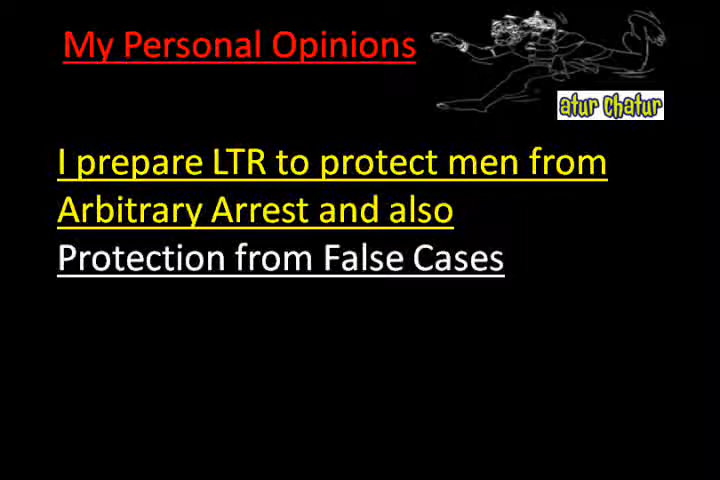 My Personal Opinions
atur chatur
I prepare LTR to protect men from
Arbitrary Arrest and also
Protection from False Cases